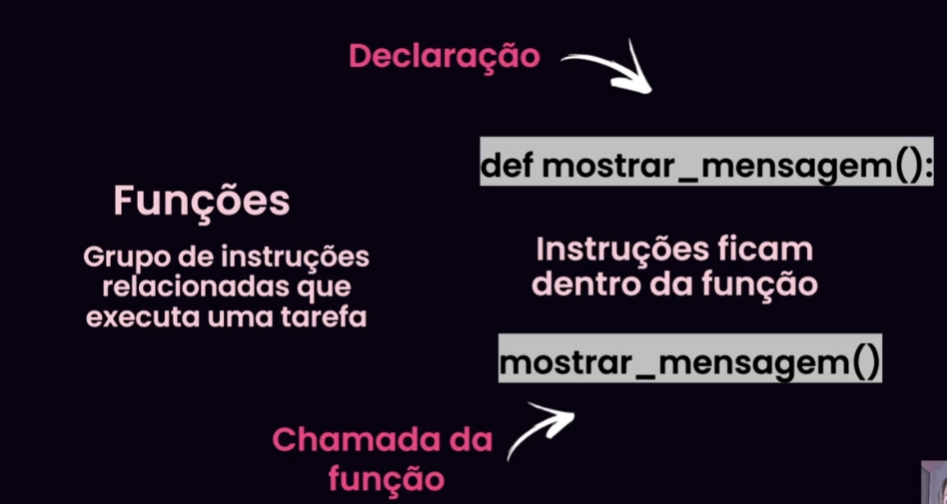 Declaração
def mostrar_mensagem():
Funções
Grupo de instruções
relacionadas que
executa uma tarefa
Instruções ficam
dentro da função
mostrar_mensagem()
Chamada da
função